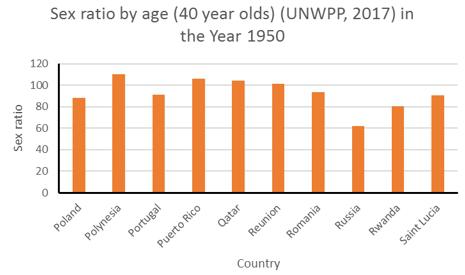 Sex ratio by age (40 year olds) (UNWPP, 2017) in
the Year 1950
120
100
80
60
40
20
0
Sex ratio
Poland
Polynesia
Portugal
Puerto Rico
Qatar
Reunion
Romania
Russia
Rwanda
Saint Lucia
Country